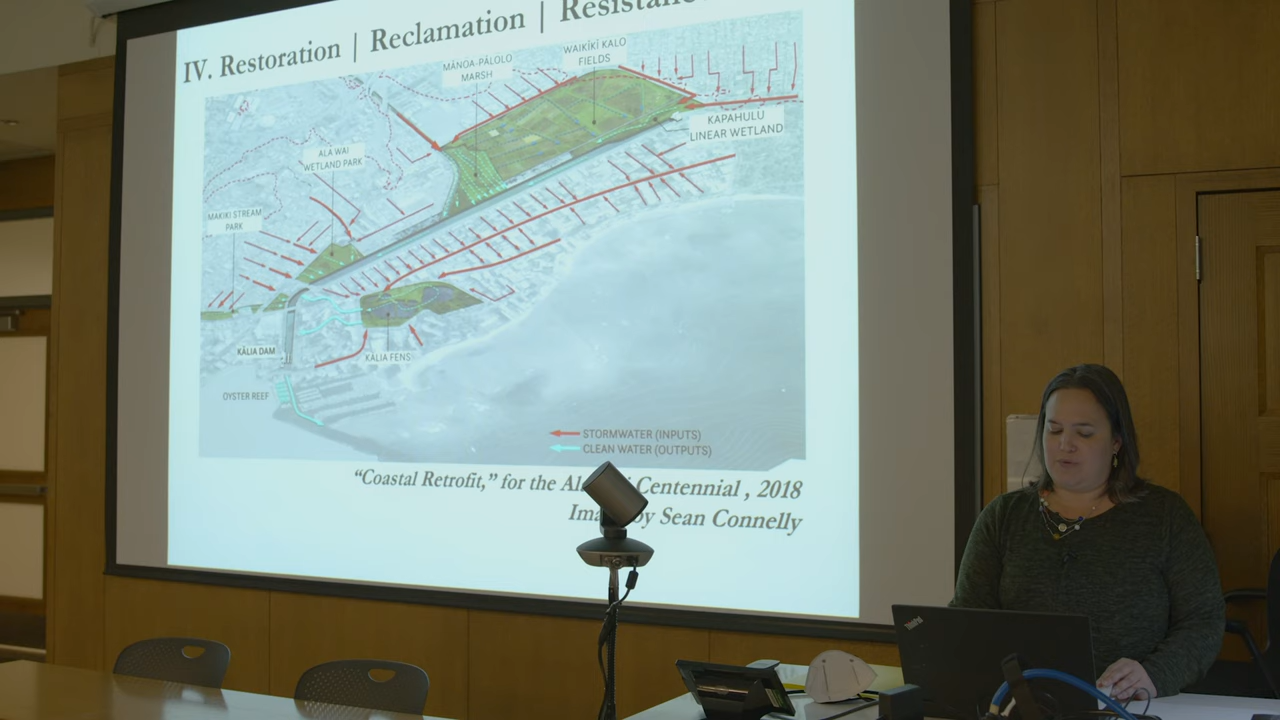 IV. Restoration | Reclamation | Resistance
MĀNOA-PĀLOLO
MARSH
WAIKĪKĪ KALO
FIELDS
KAPAHULU
LINEAR WETLAND
ALA WAI
WETLAND PARK
MAKIKI STREAM
PARK
KĀLIA DAM
KĀLIA FENS
OYSTER REEF
STORMWATER (INPUTS)
CLEAN WATER (OUTPUTS)
“Coastal Retrofit,” for the Ala Centennial , 2018
by Sean Connelly
ThinkPad